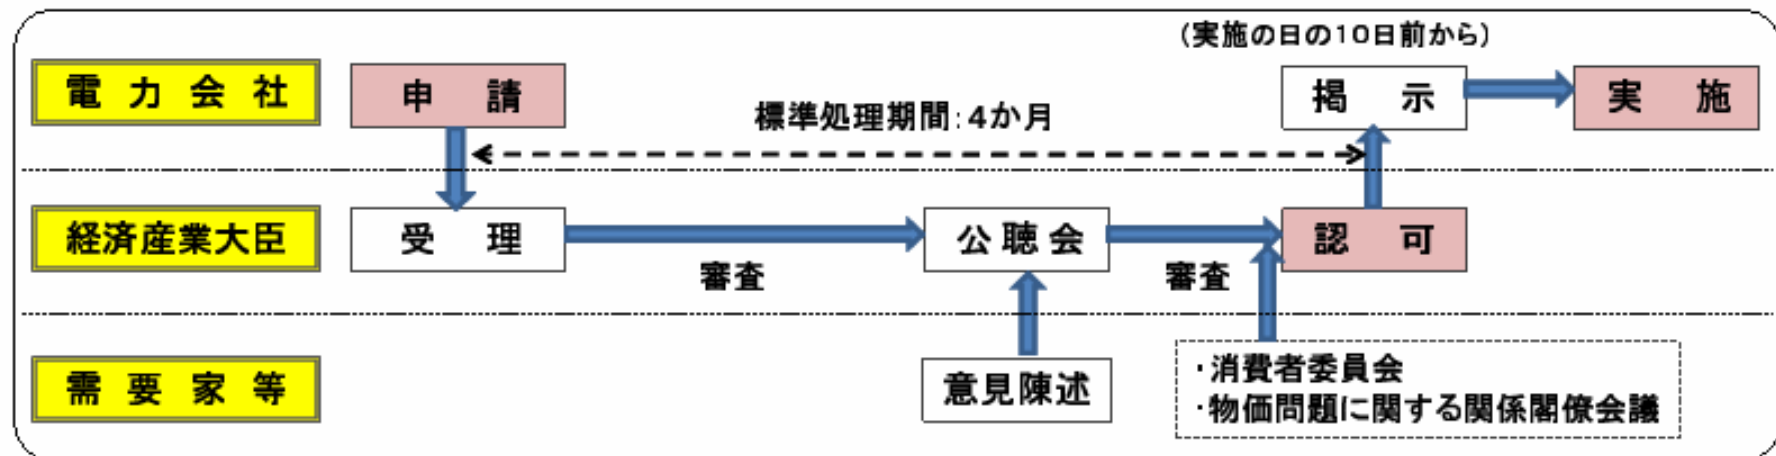 （実施の日の10日前から）
電力会社
申請
標準処理期間：4か月
掲示
実施
経済産業大臣
受理
審査
公聴会
審査
認可
需要家等
意見陳述
・消費者委員会
・物価問題に関する関係閣僚会議